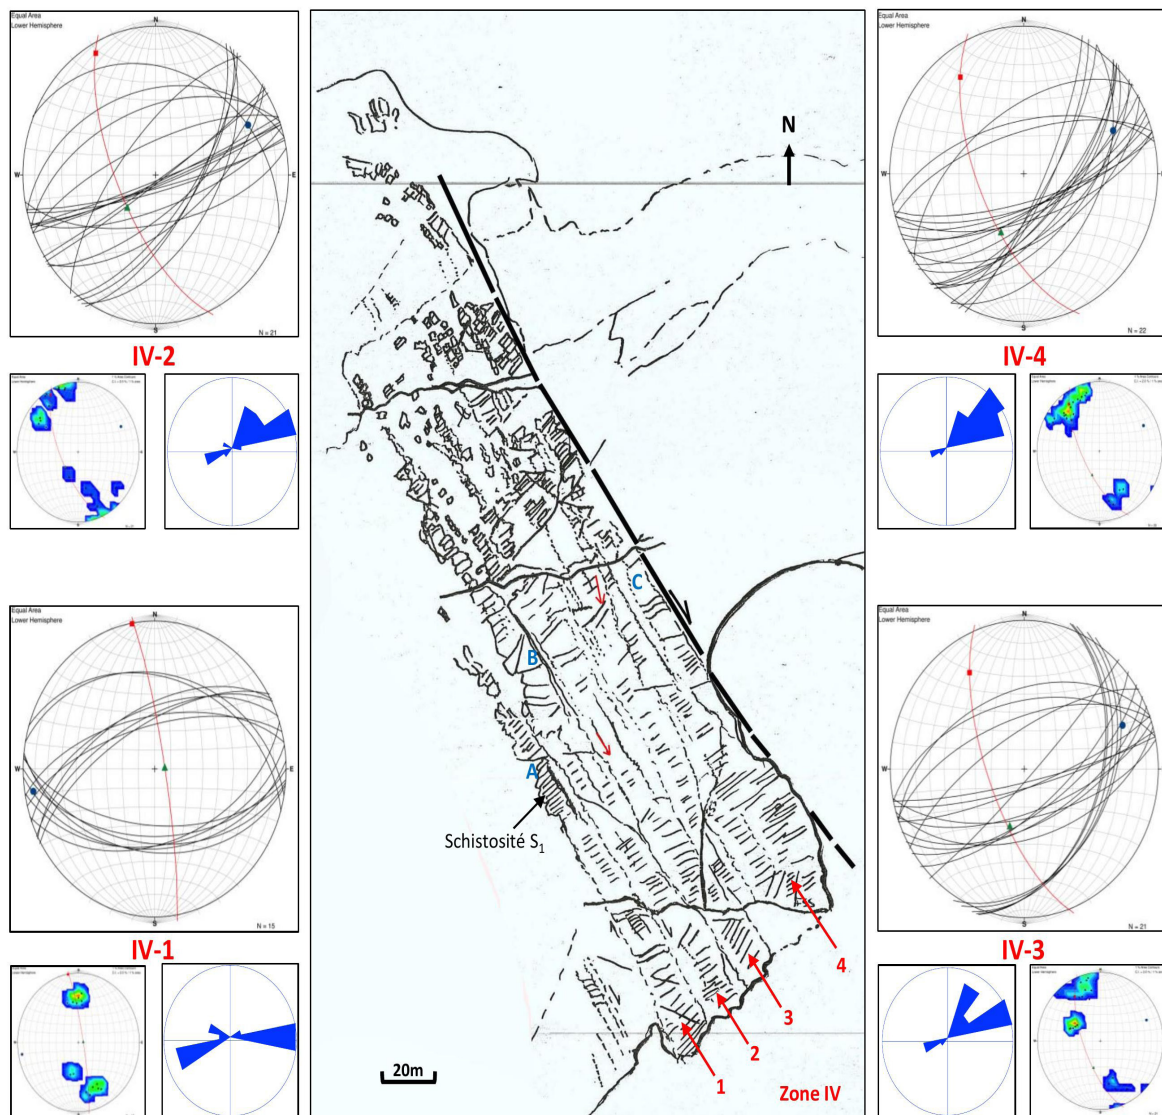 Equal Area
Lower Hemisphere
N
W
E
S
N = 21
IV-2
Equal Area
Lower Hemisphere
N
W
E
S
N = 15
IV-1
?
N
C
B
A
Schistosité S1
20m
1
2
3
4
Zone IV
Equal Area
Lower Hemisphere
N
W
E
S
N = 22
IV-4
Equal Area
Lower Hemisphere
N
W
E
S
N = 21
IV-3